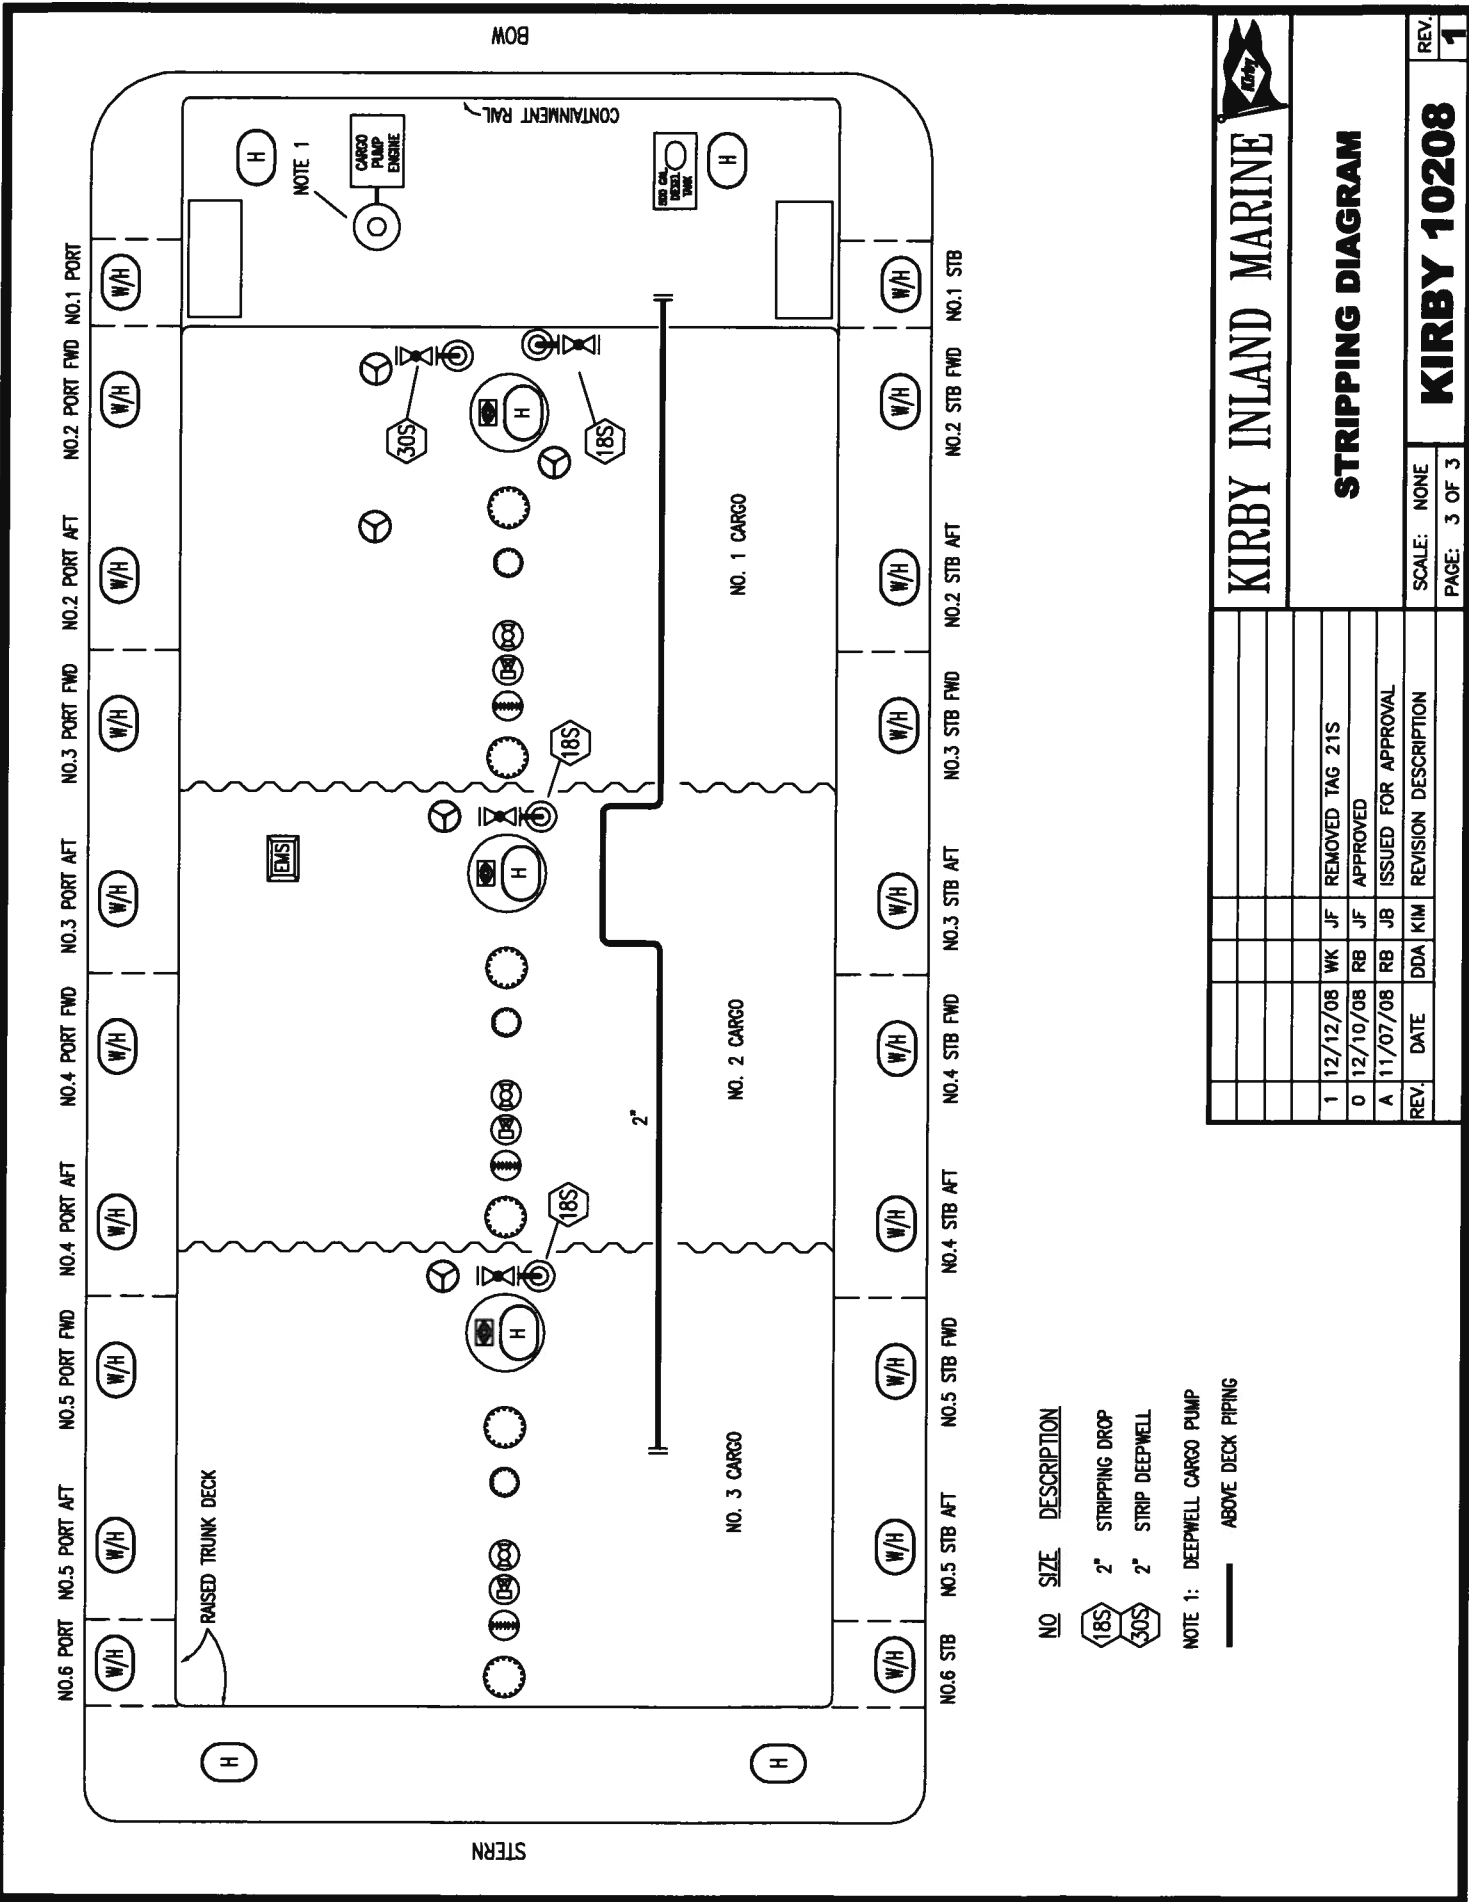 BOW
CONTAINMENT RAIL
H
NOTE 1
CARGO
PUMP
ENGINE
500 GAL
DIESEL
TANK
H
NO.6 PORT
NO.5 PORT AFT
NO.5 PORT FWD
NO.4 PORT AFT
NO.4 PORT FWD
NO.3 PORT AFT
NO.3 PORT FWD
NO.2 PORT AFT
NO.2 PORT FWD
NO.1 PORT
W/H
W/H
W/H
W/H
W/H
W/H
W/H
W/H
W/H
W/H
RAISED TRUNK DECK
EMS
30S
18S
18S
18S
H
H
H
2"
NO. 3 CARGO
NO. 2 CARGO
NO. 1 CARGO
W/H
W/H
W/H
W/H
W/H
W/H
W/H
W/H
W/H
W/H
NO.6 STB
NO.5 STB AFT
NO.5 STB FWD
NO.4 STB AFT
NO.4 STB FWD
NO.3 STB AFT
NO.3 STB FWD
NO.2 STB AFT
NO.2 STB FWD
NO.1 STB
H
H
STERN
NO SIZE DESCRIPTION
18S 2" STRIPPING DROP
30S 2" STRIP DEEPWELL
NOTE 1: DEEPWELL CARGO PUMP
ABOVE DECK PIPING
1 12/12/08 WK JF REMOVED TAG 21S
0 12/10/08 RB JF APPROVED
A 11/07/08 RB JB ISSUED FOR APPROVAL
REV. DATE DDA KIM REVISION DESCRIPTION
KIRBY INLAND MARINE
Kirby
STRIPPING DIAGRAM
SCALE: NONE
PAGE: 3 OF 3
KIRBY 10208
REV.
1